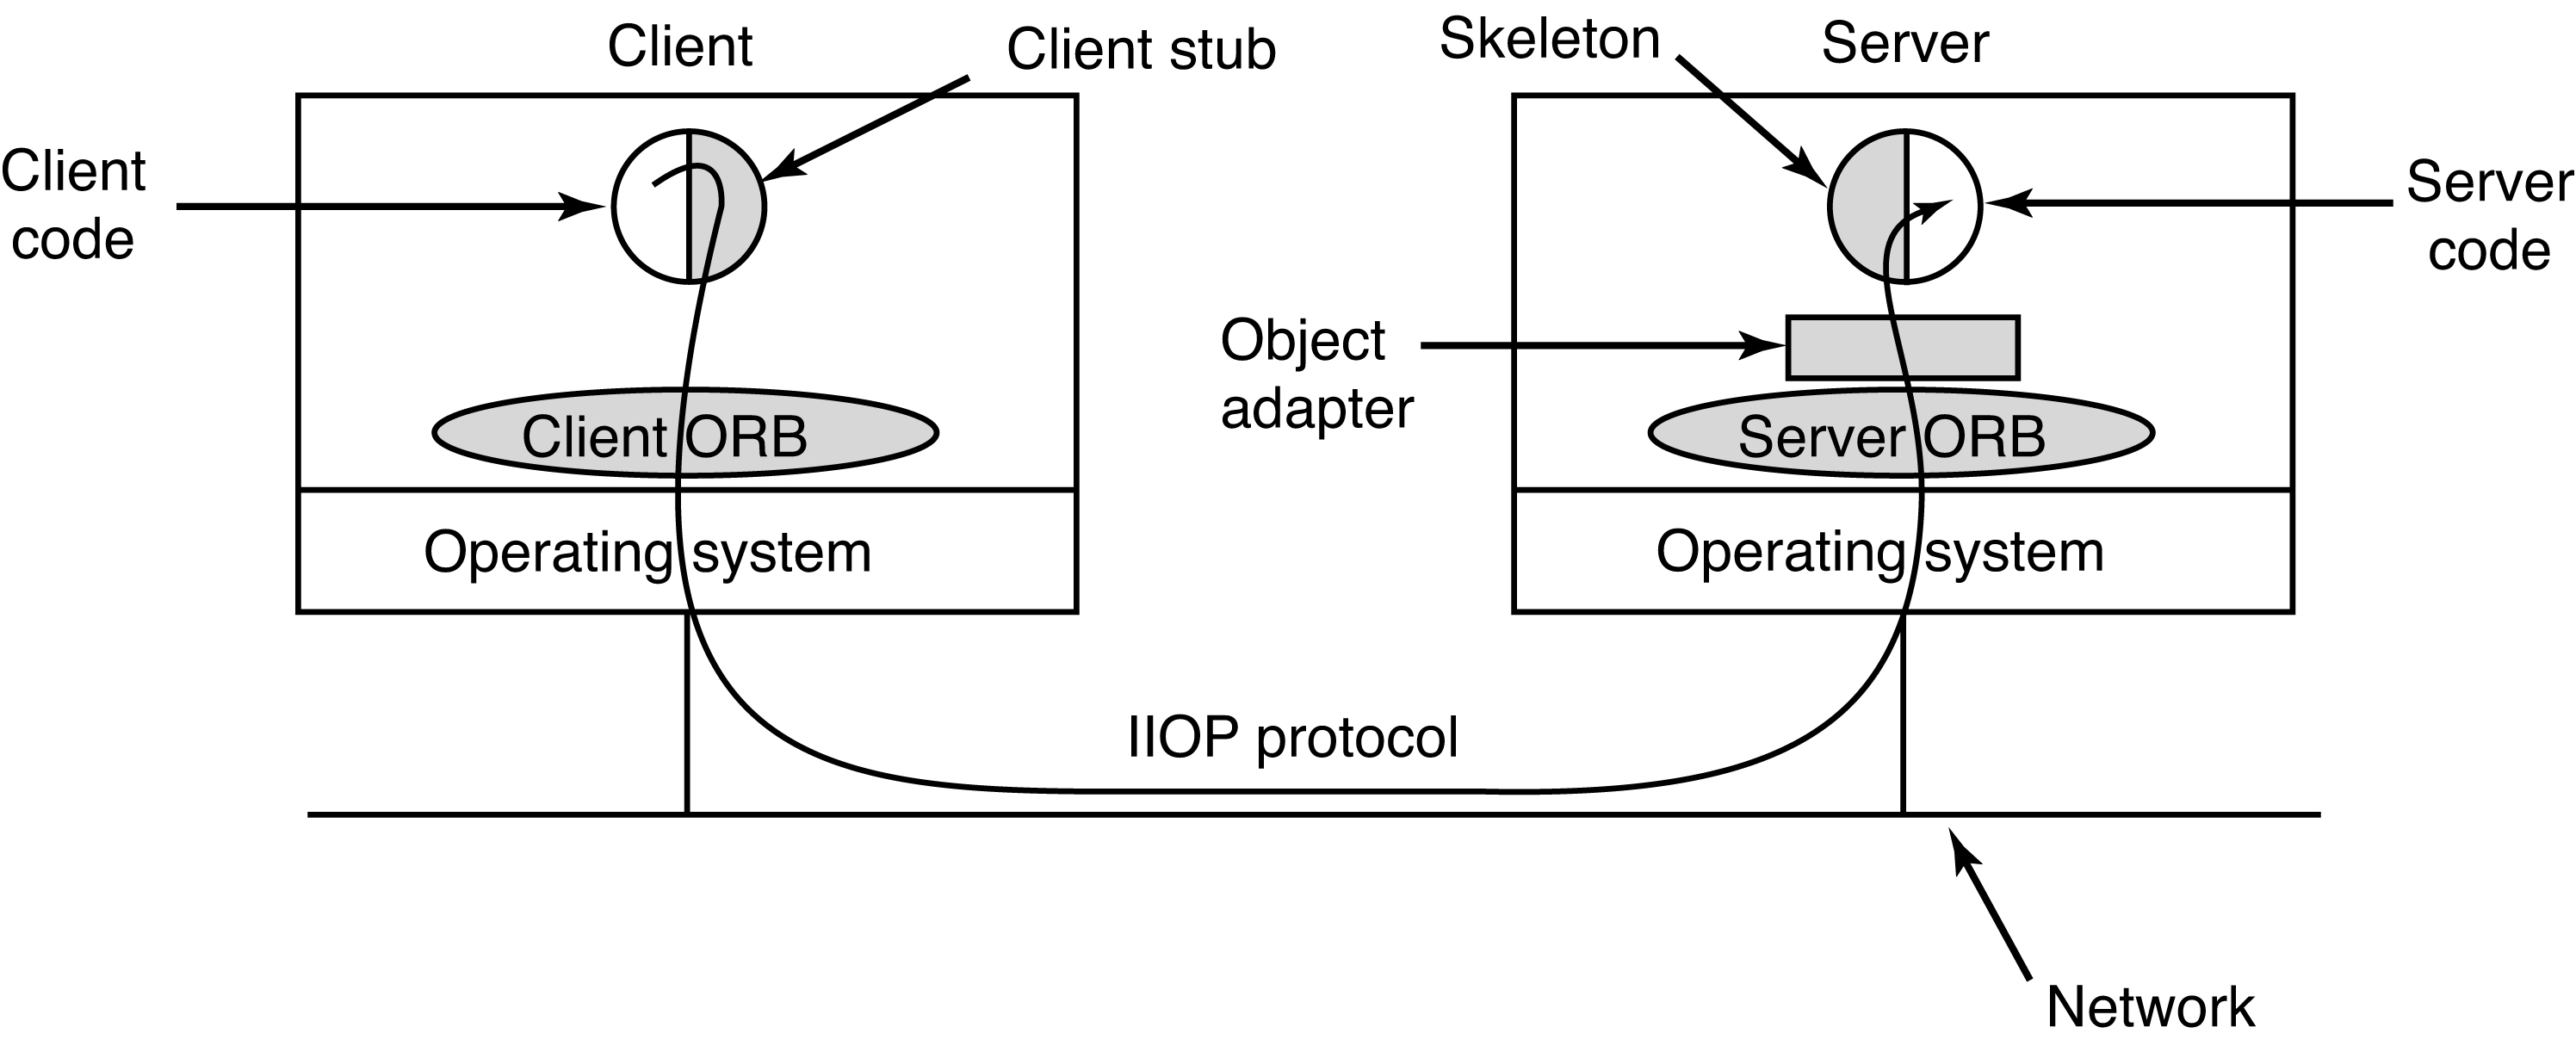 Client
Client stub
Skeleton
Server
Client
code
Server
code
Object
adapter
Client ORB
Server ORB
Operating system
Operating system
IIOP protocol
Network